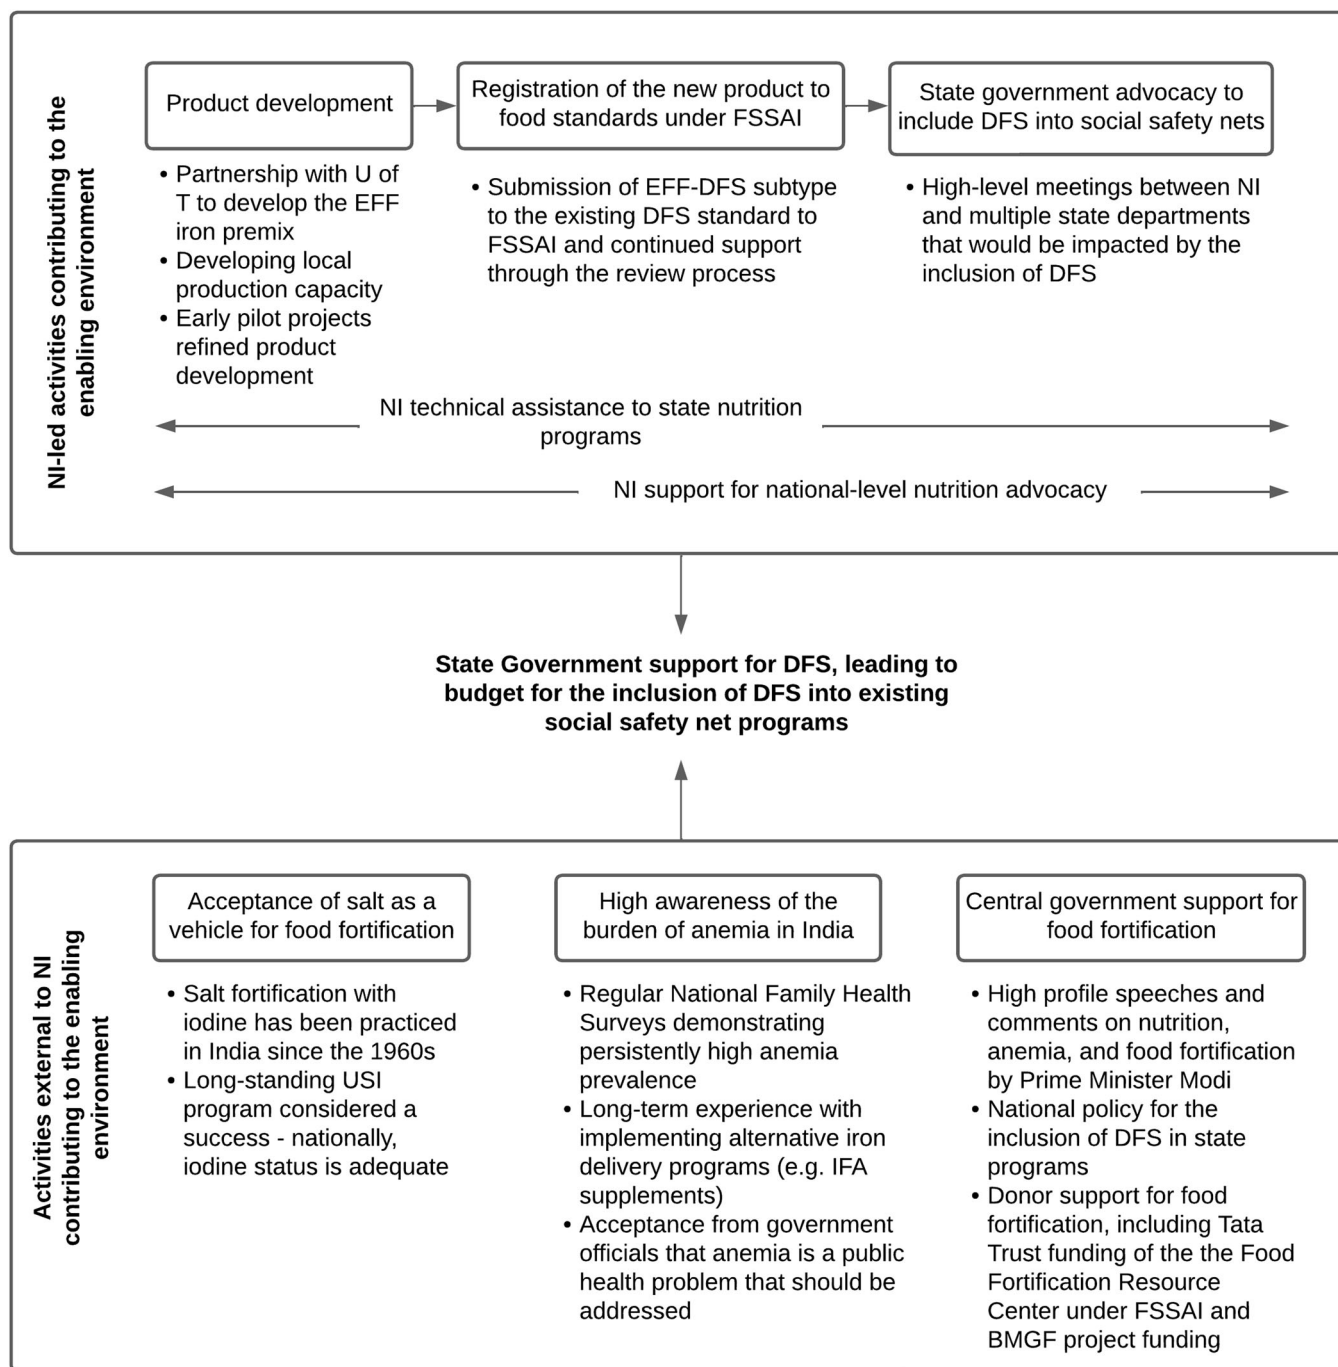 NI-led activities contributing to the
enabling environment
Product development
Registration of the new product to
food standards under FSSAI
State government advocacy to
include DFS into social safety nets
• Partnership with U of
T to develop the EFF
iron premix
• Developing local
production capacity
• Early pilot projects
refined product
development
• Submission of EFF-DFS subtype
to the existing DFS standard to
FSSAI and continued support
through the review process
• High-level meetings between NI
and multiple state departments
that would be impacted by the
inclusion of DFS
NI technical assistance to state nutrition
programs
NI support for national-level nutrition advocacy
State Government support for DFS, leading to
budget for the inclusion of DFS into existing
social safety net programs
Activities external to NI
contributing to the enabling
environment
Acceptance of salt as a
vehicle for food fortification
High awareness of the
burden of anemia in India
Central government support for
food fortification
• Salt fortification with
iodine has been practiced
in India since the 1960s
• Long-standing USI
program considered a
success - nationally,
iodine status is adequate
• Regular National Family Health
Surveys demonstrating
persistently high anemia
prevalence
• Long-term experience with
implementing alternative iron
delivery programs (e.g. IFA
supplements)
• Acceptance from government
officials that anemia is a public
health problem that should be
addressed
• High profile speeches and
comments on nutrition,
anemia, and food fortification
by Prime Minister Modi
• National policy for the
inclusion of DFS in state
programs
• Donor support for food
fortification, including Tata
Trust funding of the the Food
Fortification Resource
Center under FSSAI and
BMGF project funding